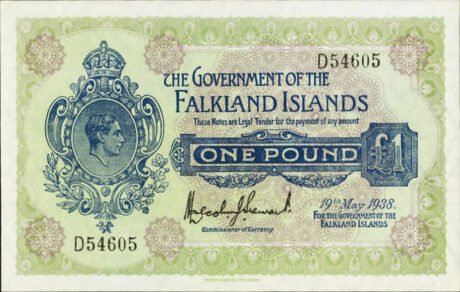 D54605
THE GOVERNMENT OF THE
FALKLAND ISLANDS
These Notes are Legal Tender for the payment of any amount
ONE POUND £1
19TH May 1938.
Commissioner of Currency
FOR THE GOVERNMENT OF THE
FALKLAND ISLANDS
D54605